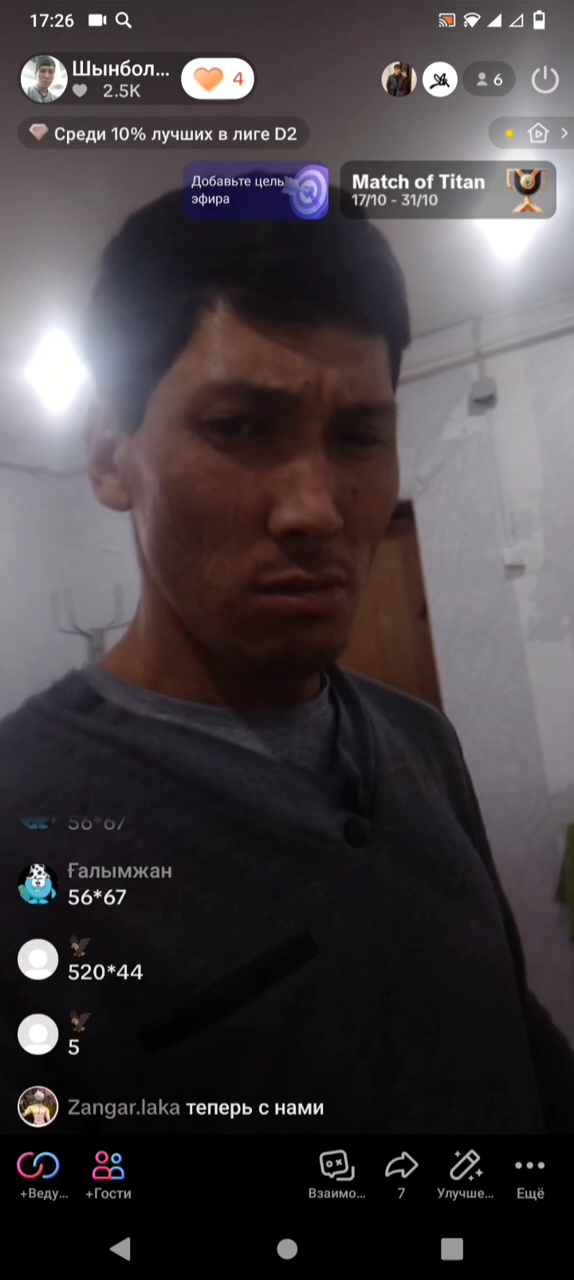 17:26
Шынбол...
2.5K
4
6
Среди 10% лучших в лиге D2
Добавьте цель
эфира
Match of Titan
17/10 - 31/10
56*67
Ғалымжан
56*67
520*44
5
Zangar.laka теперь с нами
+Веду...
+Гости
Взаимо...
7
Улучше...
Ещё